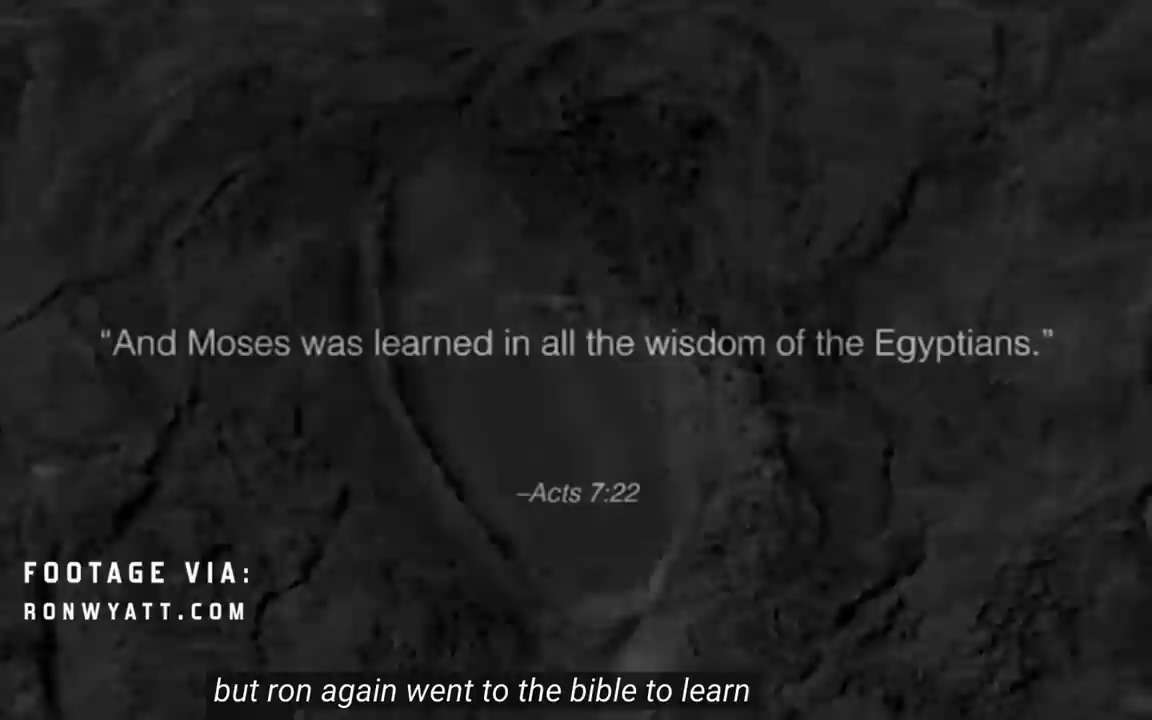 “And Moses was learned in all the wisdom of the Egyptians.”
–Acts 7:22
FOOTAGE VIA:
RONWYATT.COM
but ron again went to the bible to learn